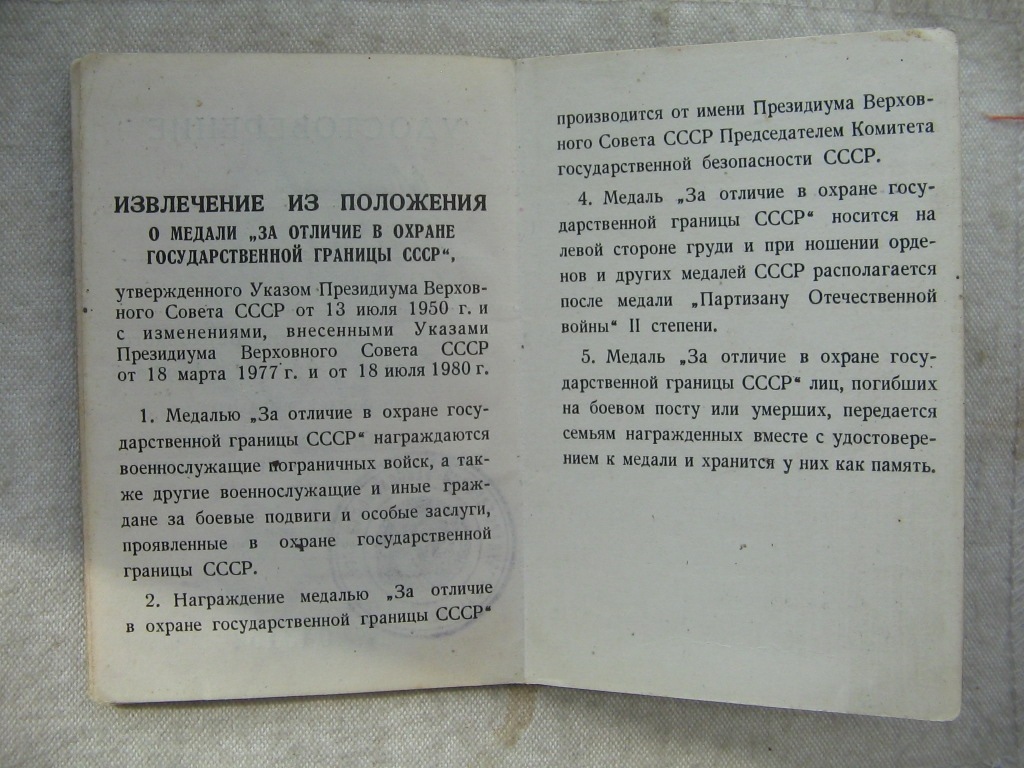 ИЗВЛЕЧЕНИЕ ИЗ ПОЛОЖЕНИЯ
О МЕДАЛИ „ЗА ОТЛИЧИЕ В ОХРАНЕ
ГОСУДАРСТВЕННОЙ ГРАНИЦЫ СССР“,
утвержденного Указом Президиума Верхов-
ного Совета СССР от 13 июля 1950 г. и
с изменениями, внесенными Указами
Президиума Верховного Совета СССР
от 18 марта 1977 г. и от 18 июля 1980 г.
1. Медалью „За отличие в охране госу-
дарственной границы СССР“ награждаются
военнослужащие пограничных войск, а так-
же другие военнослужащие и иные граж-
дане за боевые подвиги и особые заслуги,
проявленные в охране государственной
границы СССР.
2. Награждение медалью „За отличие
в охране государственной границы СССР“
производится от имени Президиума Верхов-
ного Совета СССР Председателем Комитета
государственной безопасности СССР.
4. Медаль „За отличие в охране госу-
дарственной границы СССР“ носится на
левой стороне груди и при ношении орде-
нов и других медалей СССР располагается
после медали „Партизану Отечественной
войны“ II степени.
5. Медаль „За отличие в охране госу-
дарственной границы СССР“ лиц, погибших
на боевом посту или умерших, передается
семьям награжденных вместе с удостовере-
нием к медали и хранится у них как память.